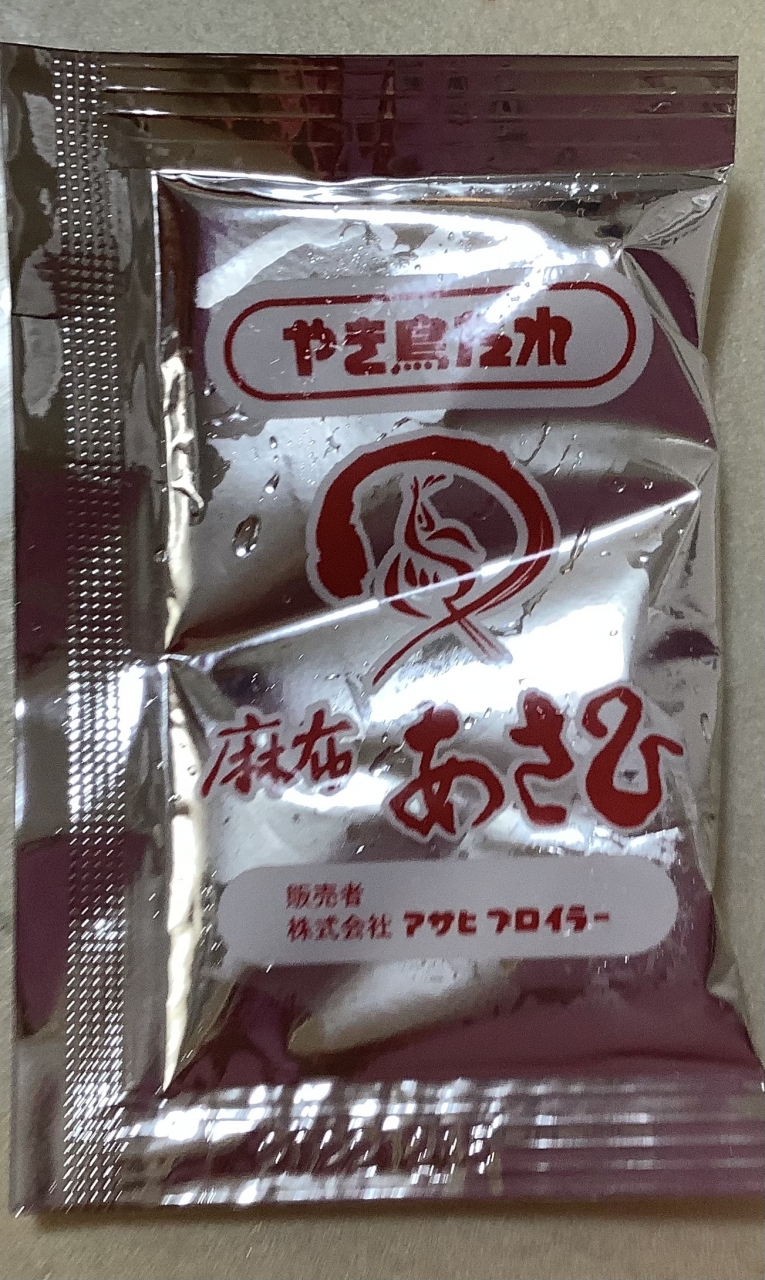 やき鳥たれ
麻布 あさひ
販売者
株式会社 アサヒブロイラー